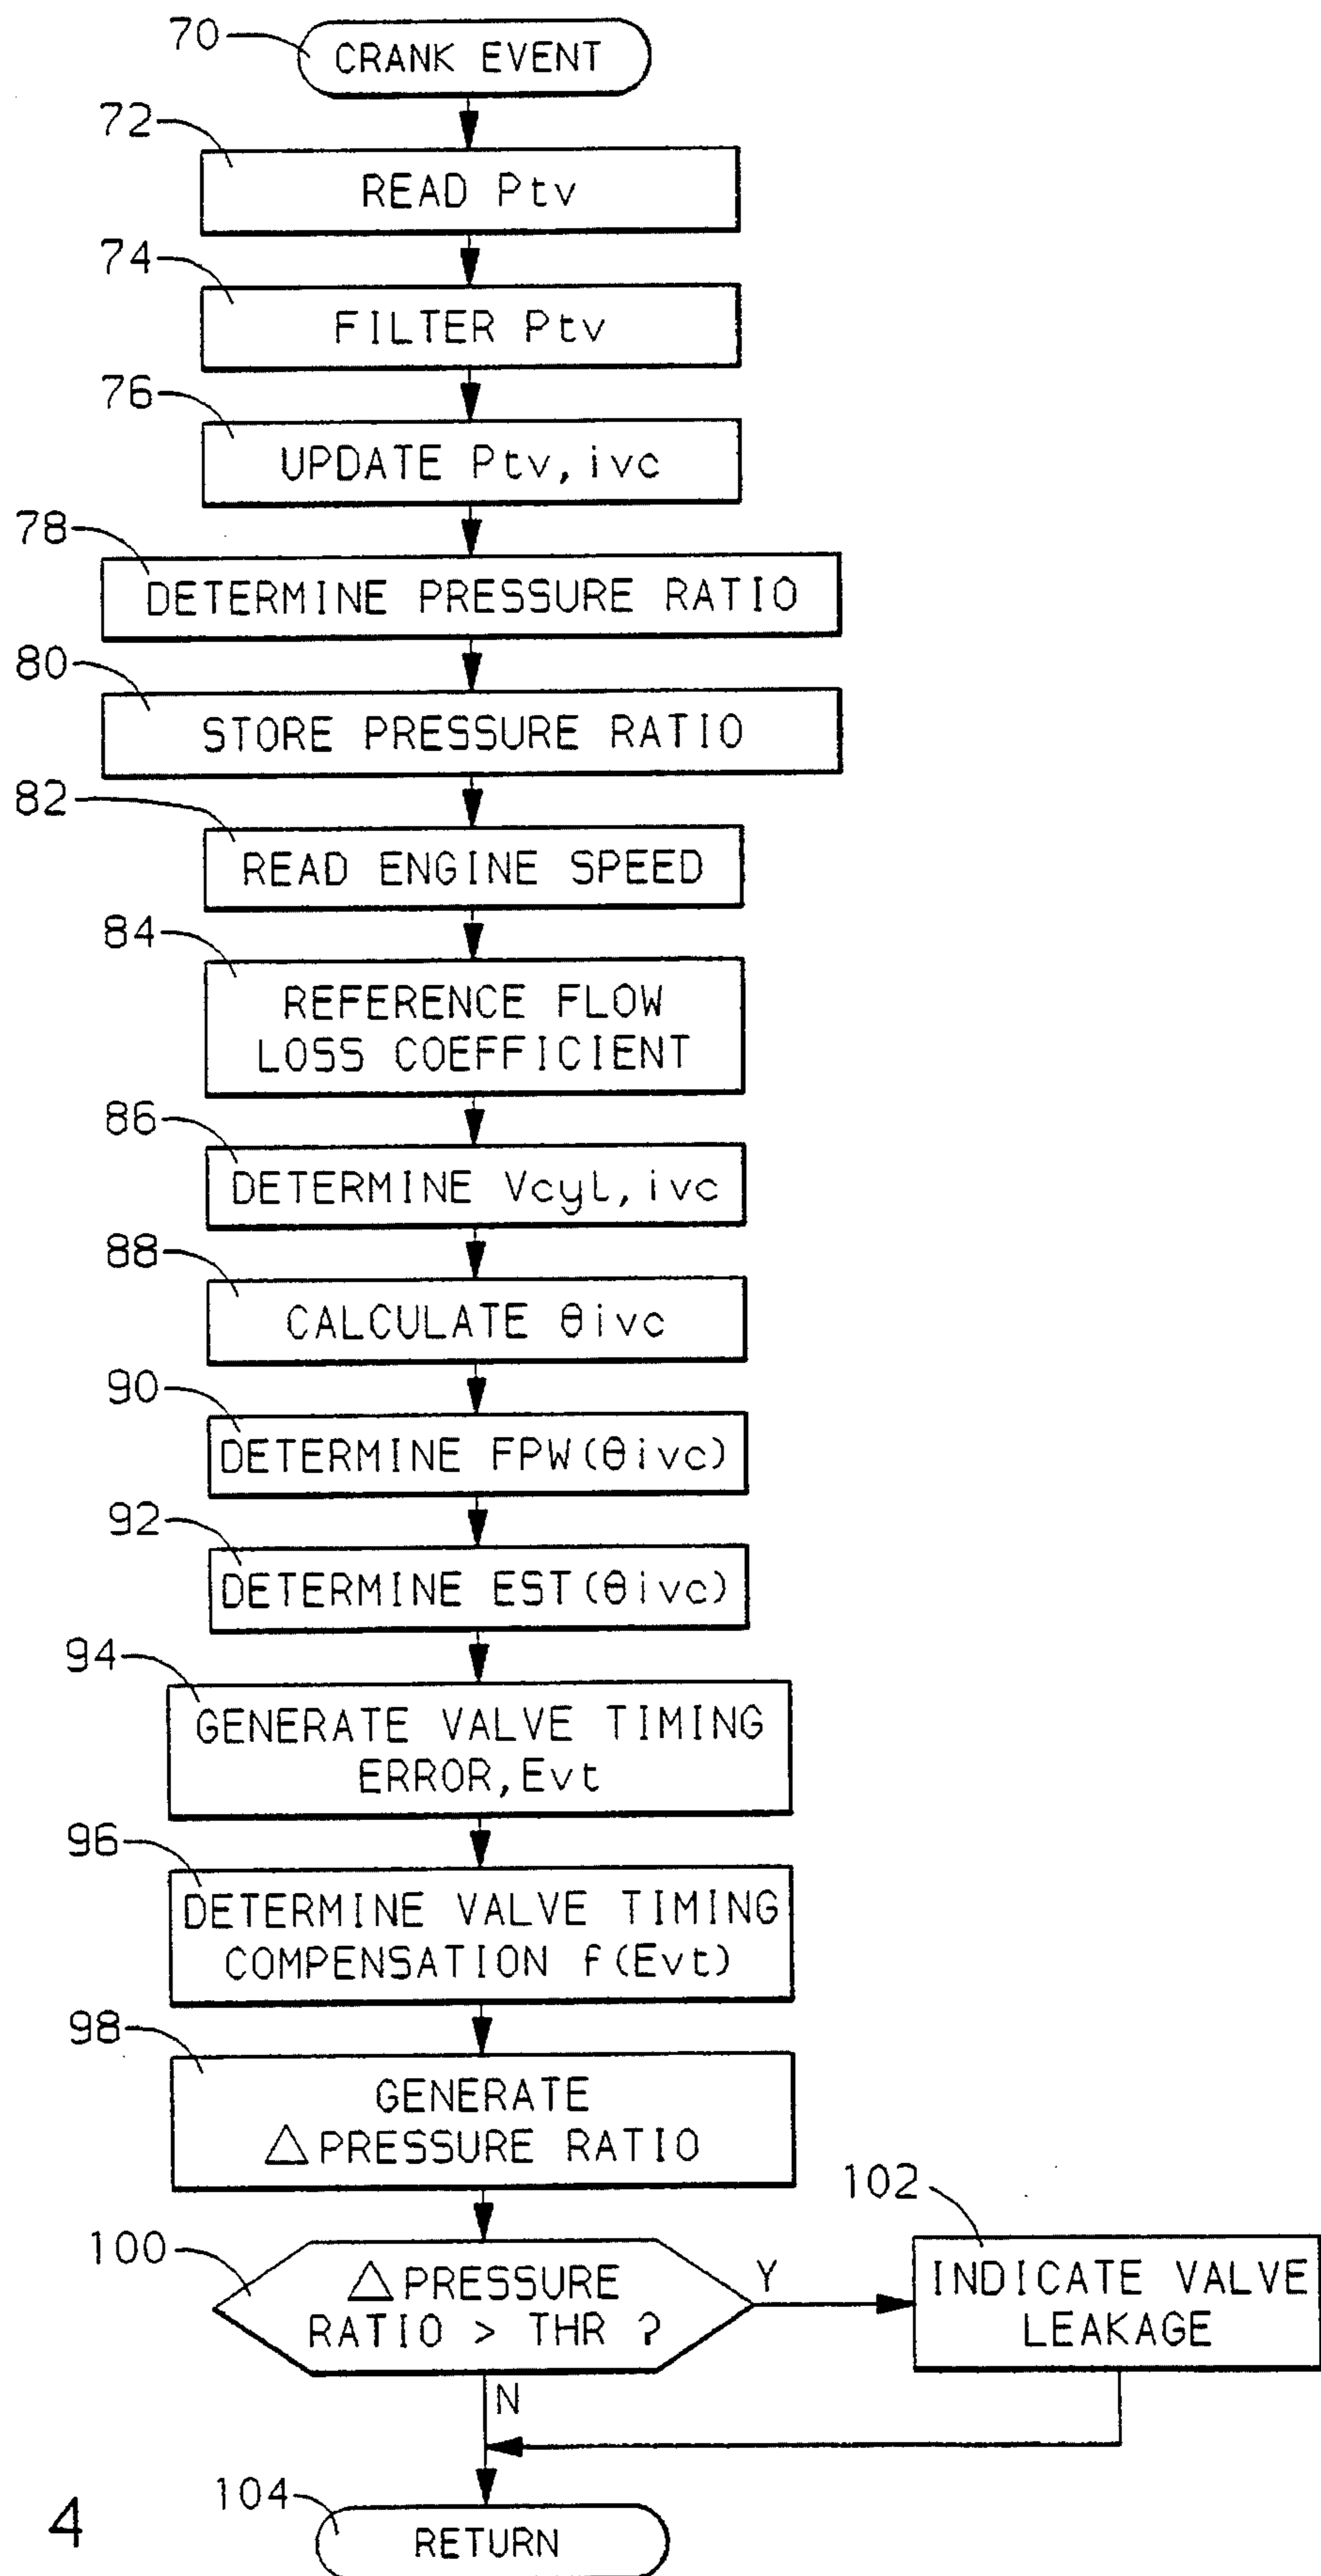 70
CRANK EVENT
72
READ Ptv
74
FILTER Ptv
76
UPDATE Ptv,ivc
78
DETERMINE PRESSURE RATIO
80
STORE PRESSURE RATIO
82
READ ENGINE SPEED
84
REFERENCE FLOW
LOSS COEFFICIENT
86
DETERMINE Vcyl,ivc
88
CALCULATE θivc
90
DETERMINE FPW(θivc)
92
DETERMINE EST(θivc)
94
GENERATE VALVE TIMING
ERROR,Evt
96
DETERMINE VALVE TIMING
COMPENSATION f(Evt)
98
GENERATE
△PRESSURE RATIO
100
△PRESSURE
RATIO > THR ?
Y
102
INDICATE VALVE
LEAKAGE
N
104
RETURN
4